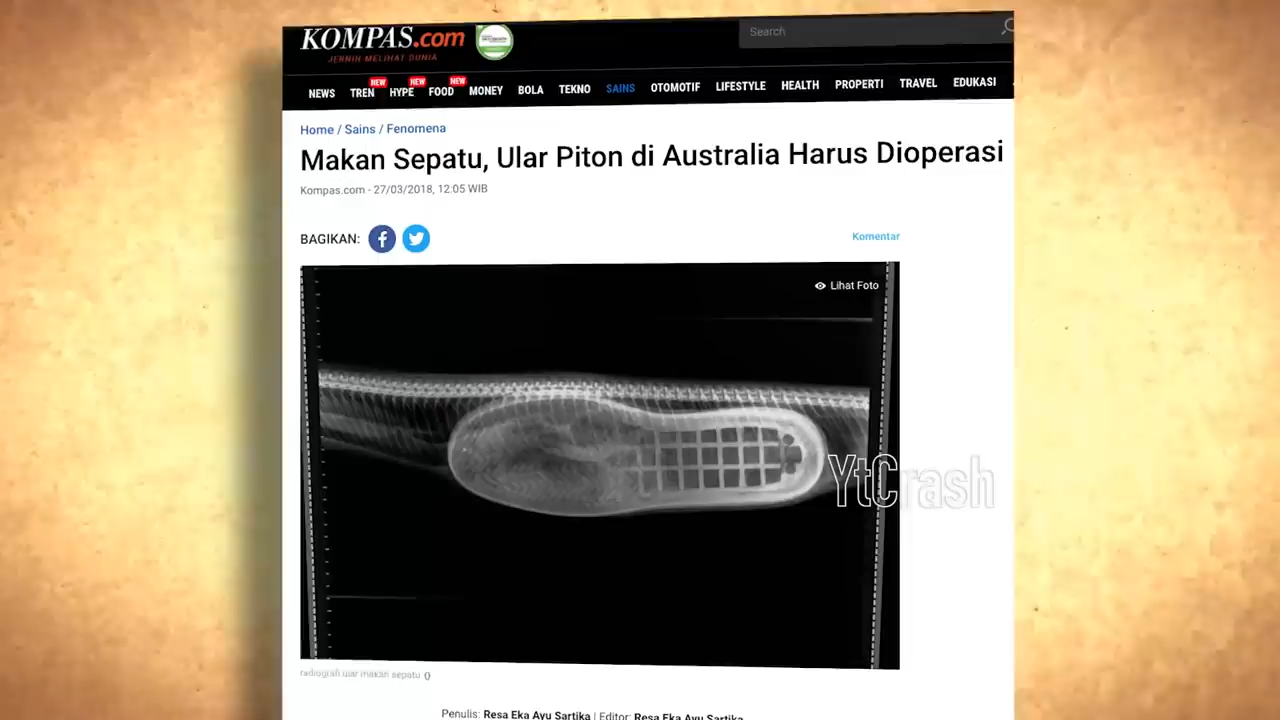 KOMPAS.com
JERNIH MELIHAT DUNIA
Search
NEWS TREN NEW HYPE NEW FOOD NEW MONEY BOLA TEKNO SAINS OTOMOTIF LIFESTYLE HEALTH PROPERTI TRAVEL EDUKASI
Home / Sains / Fenomena
Makan Sepatu, Ular Piton di Australia Harus Dioperasi
Kompas.com - 27/03/2018, 12:05 WIB
BAGIKAN:
Komentar
Lihat Foto
YtCrash
radiografi ular makan sepatu ()
Penulis: Resa Eka Ayu Sartika | Editor: Resa Eka Ayu Sartika